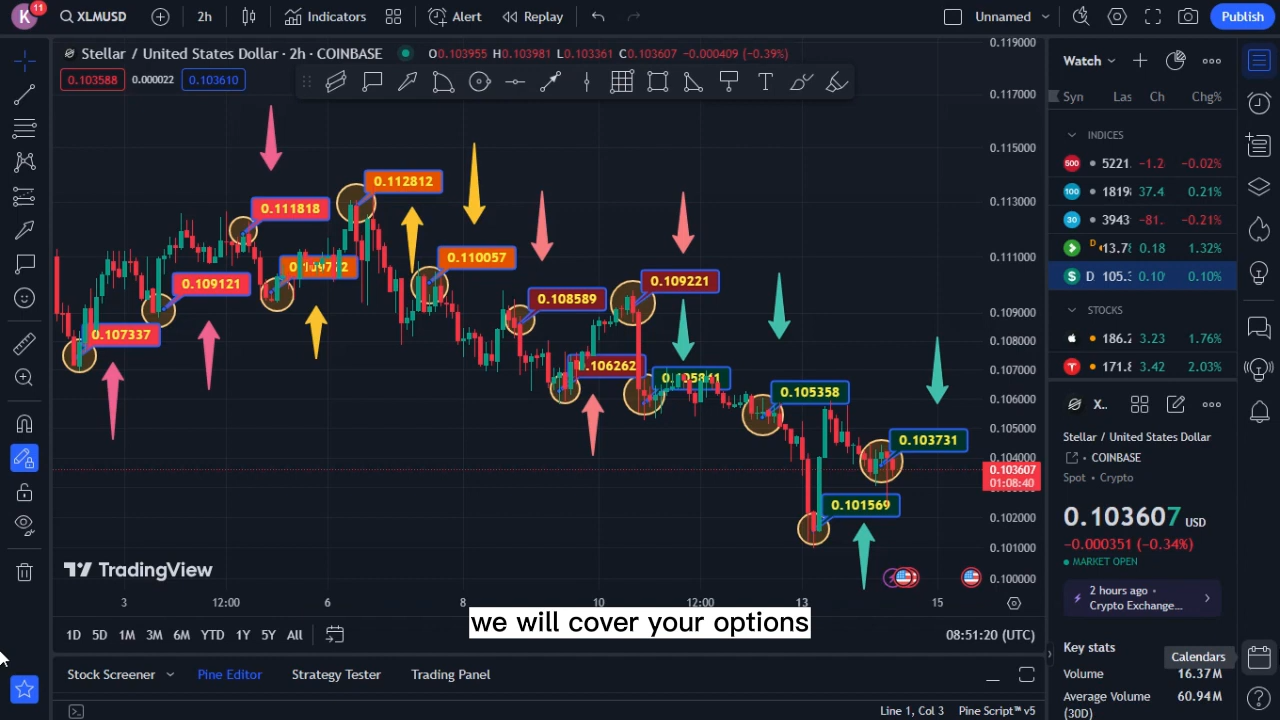 K 11 XLMUSD 2h Indicators Alert Replay Unnamed Publish
Stellar / United States Dollar · 2h · COINBASE O0.103955 H0.103981 L0.103361 C0.103607 -0.000409 (-0.39%)
0.103588 0.000022 0.103610
0.119000
0.117000
0.115000
0.113000
0.111000
0.109000
0.108000
0.107000
0.106000
0.105000
0.104000
0.103607
01:08:40
0.102000
0.101000
0.100000
0.112812
0.111818
0.110057
0.109121
0.109221
0.108589
0.107337
0.106262
0.105358
0.103731
0.101569
TradingView
3 12:00 6 8 10 12:00 13 15
we will cover your options
1D 5D 1M 3M 6M YTD 1Y 5Y All 08:51:20 (UTC)
Stock Screener Pine Editor Strategy Tester Trading Panel
Line 1, Col 3 Pine Script™ v5
Watch
Syn Las Ch Chg%
INDICES
500 5221. -1.2 -0.02%
100 1819 37.4 0.21%
30 3943 -81. -0.21%
D 13.7 0.18 1.32%
D 105. 0.10 0.10%
STOCKS
186.2 3.23 1.76%
171.8 3.42 2.03%
X..
Stellar / United States Dollar
COINBASE
Spot • Crypto
0.103607 USD
-0.000351 (-0.34%)
MARKET OPEN
2 hours ago •
Crypto Exchange...
Key stats
Calendars
Volume 16.37M
Average Volume 60.94M
(30D)